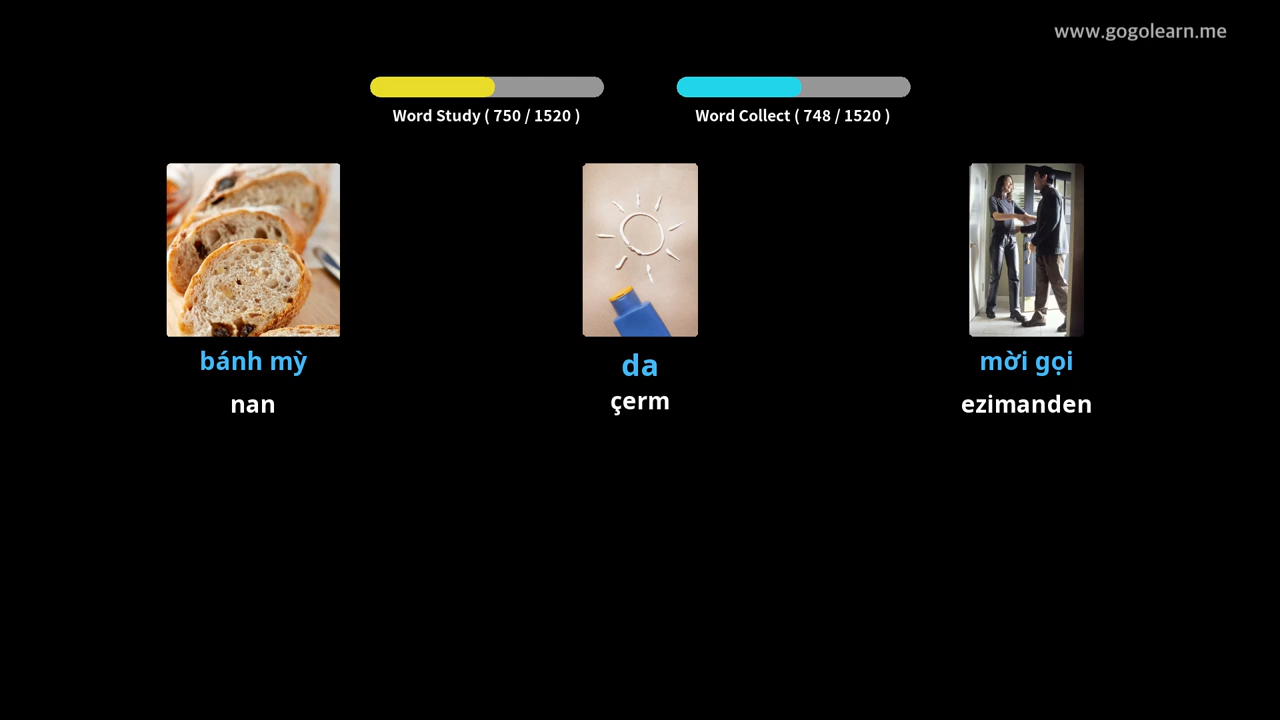 www.gogolearn.me
Word Study ( 750 / 1520 )
Word Collect ( 748 / 1520 )
bánh mỳ
nan
da
çerm
mời gọi
ezimanden